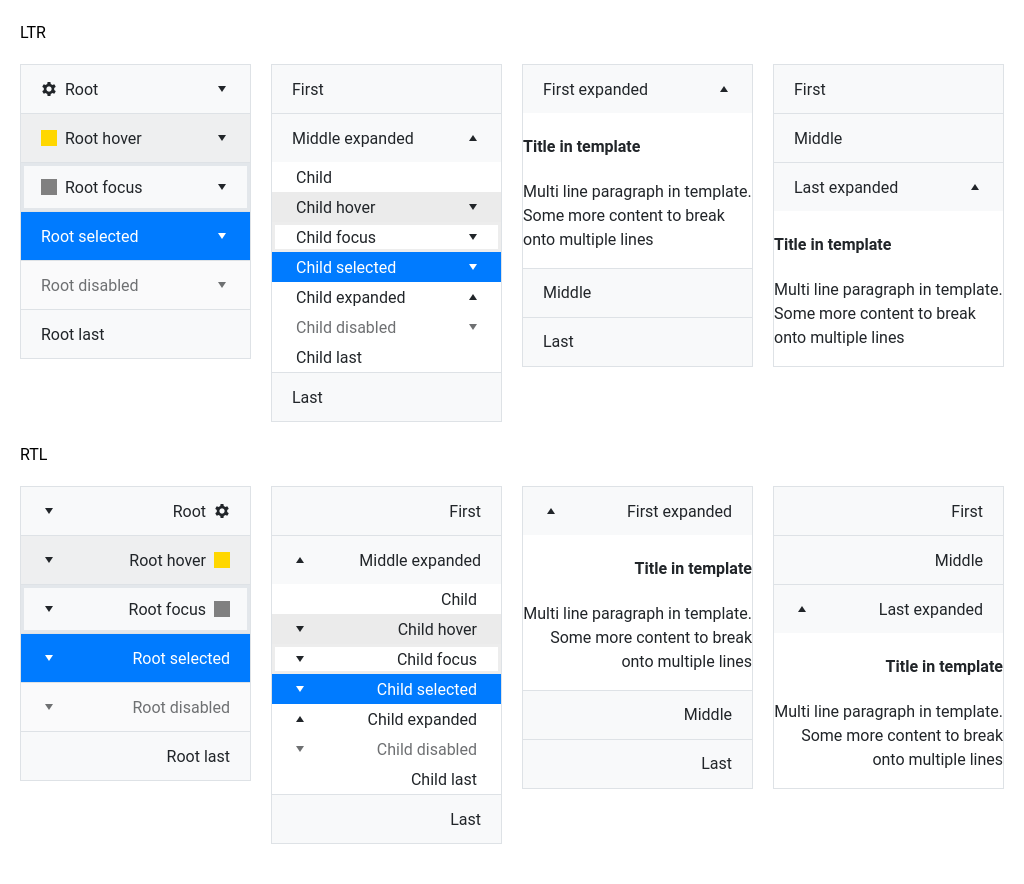 LTR
Root
Root hover
Root focus
Root selected
Root disabled
Root last
First
Middle expanded
Child
Child hover
Child focus
Child selected
Child expanded
Child disabled
Child last
Last
First expanded
Title in template
Multi line paragraph in template.
Some more content to break
onto multiple lines
Middle
Last
First
Middle
Last expanded
Title in template
Multi line paragraph in template.
Some more content to break
onto multiple lines
RTL
Root
Root hover
Root focus
Root selected
Root disabled
Root last
First
Middle expanded
Child
Child hover
Child focus
Child selected
Child expanded
Child disabled
Child last
Last
First expanded
Title in template
Multi line paragraph in template.
Some more content to break
onto multiple lines
Middle
Last
First
Middle
Last expanded
Title in template
Multi line paragraph in template.
Some more content to break
onto multiple lines